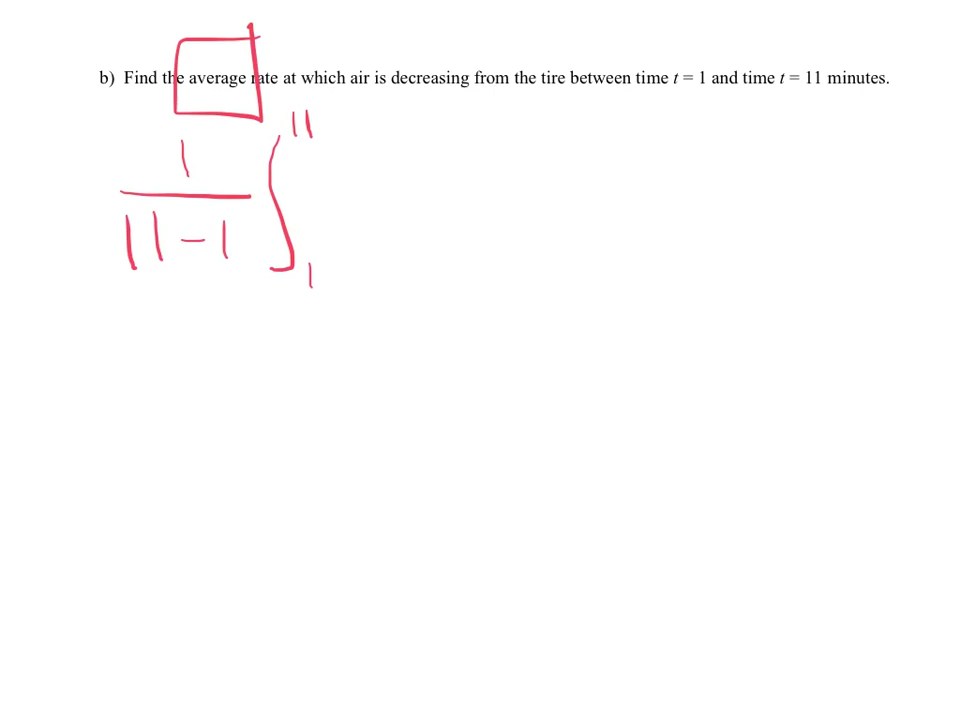 b) Find the average rate at which air is decreasing from the tire between time t = 1 and time t = 11 minutes.
11
1
∫
11 - 1
1